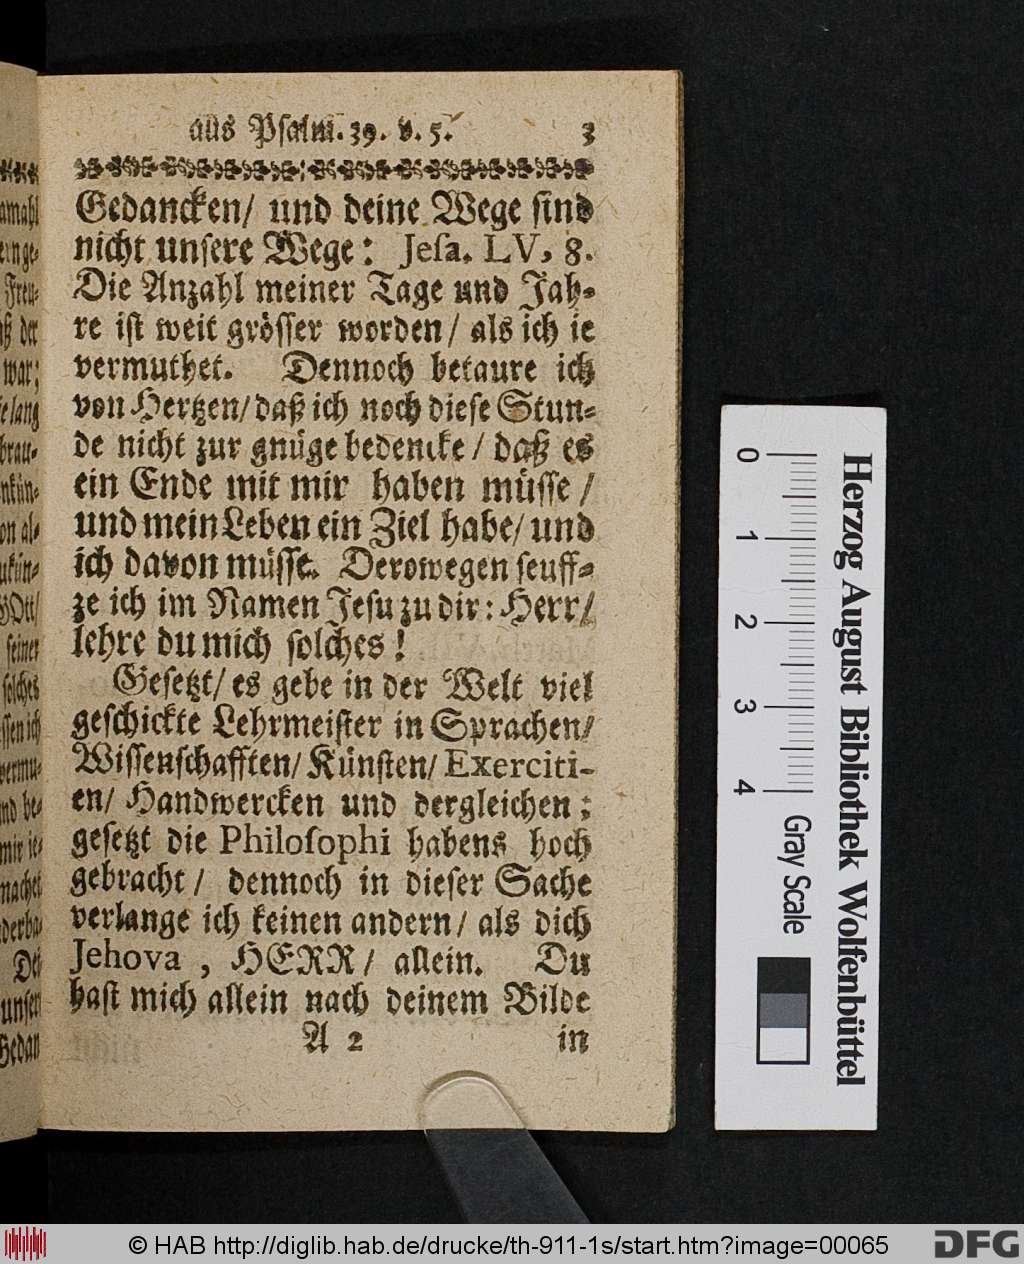 aus Psalm. 39. v. 5. 3
Gedancken/ und deine Wege sind
nicht unsere Wege: Jeſa. LV, 8.
Die Anzahl meiner Tage und Jah-
re ist weit grösser worden/ als ich ie
vermuthet. Dennoch betaure ich
von Hertzen/ daß ich noch diese Stun-
de nicht zur gnüge bedencke/ daß es
ein Ende mit mir haben müsse/
und mein Leben ein Ziel habe/ und
ich davon müsse. Derowegen seuff-
ze ich im Namen Jesu zu dir: Herr/
lehre du mich solches!
Gesetzt/ es gebe in der Welt viel
geschickte Lehrmeister in Sprachen/
Wissenschafften/ Künsten/ Exerciti-
en/ Handwercken und dergleichen;
gesetzt die Philoſophi habens hoch
gebracht/ dennoch in dieser Sache
verlange ich keinen andern/ als dich
Jehova, HERR/ allein. Du
hast mich allein nach deinem Bilde
A 2 in
Herzog August Bibliothek Wolfenbüttel
0 1 2 3 4 Gray Scale
© HAB http://diglib.hab.de/drucke/th-911-1s/start.htm?image=00065
DFG